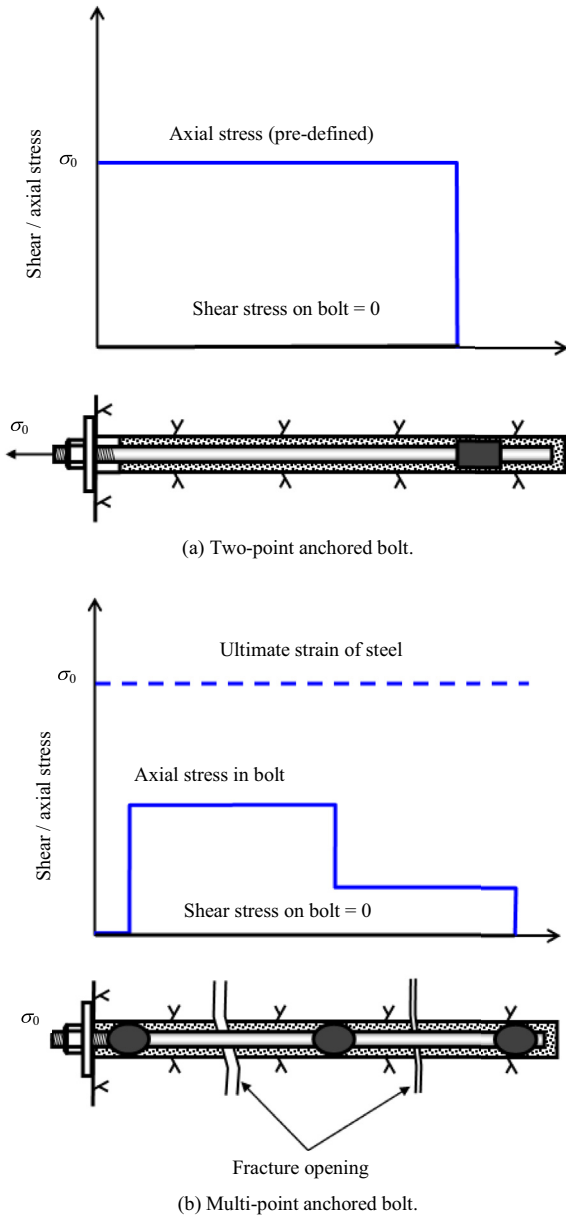 Shear / axial stress
Axial stress (pre-defined)
σ0
Shear stress on bolt = 0
σ0
(a) Two-point anchored bolt.
Shear / axial stress
Ultimate strain of steel
σ0
Axial stress in bolt
Shear stress on bolt = 0
σ0
Fracture opening
(b) Multi-point anchored bolt.